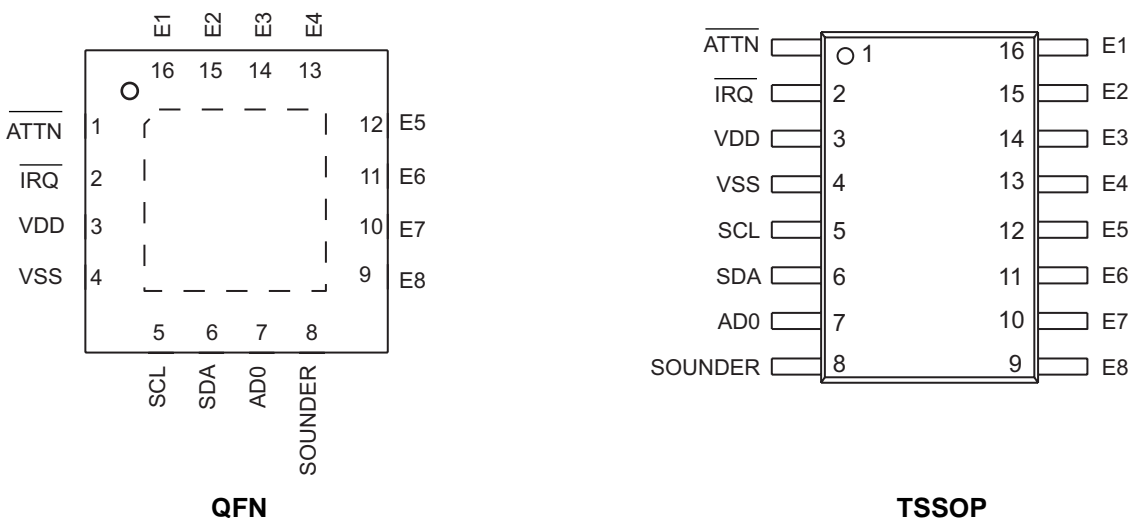 E1 E2 E3 E4
16 15 14 13
ATTN 1 12 E5
IRQ 2 11 E6
VDD 3 10 E7
VSS 4 9 E8
5 6 7 8
SCL SDA AD0 SOUNDER
QFN
ATTN 1 16 E1
IRQ 2 15 E2
VDD 3 14 E3
VSS 4 13 E4
SCL 5 12 E5
SDA 6 11 E6
AD0 7 10 E7
SOUNDER 8 9 E8
TSSOP